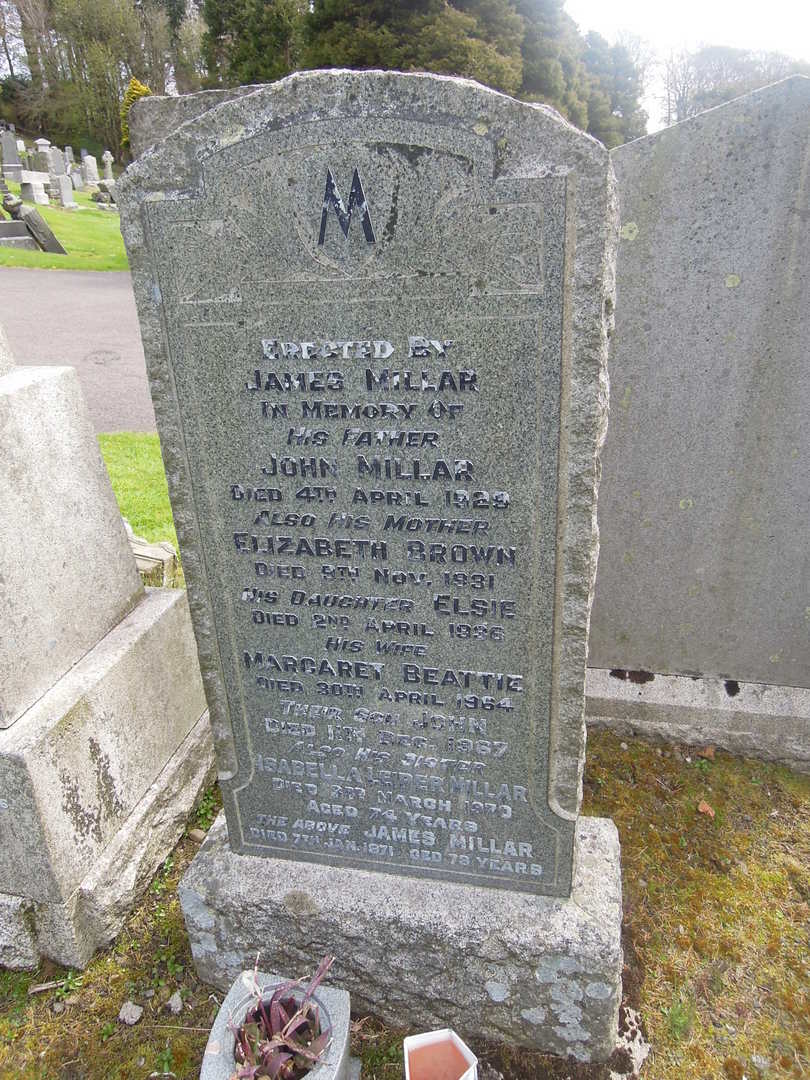 M
ERECTED BY
JAMES MILLAR
IN MEMORY OF
HIS FATHER
JOHN MILLAR
DIED 4TH APRIL 1929
ALSO HIS MOTHER
ELIZABETH BROWN
DIED 9TH NOV. 1931
HIS DAUGHTER ELSIE
DIED 2ND APRIL 1996
HIS WIFE
MARGARET BEATTIE
DIED 30TH APRIL 1964
THEIR SON JOHN
DIED 11TH DEC. 1967
ALSO HIS SISTER
ISABELLA LEIPER MILLAR
DIED 3RD MARCH 1970
AGED 74 YEARS
THE ABOVE JAMES MILLAR
DIED 7TH JAN. 1971 AGED YEARS